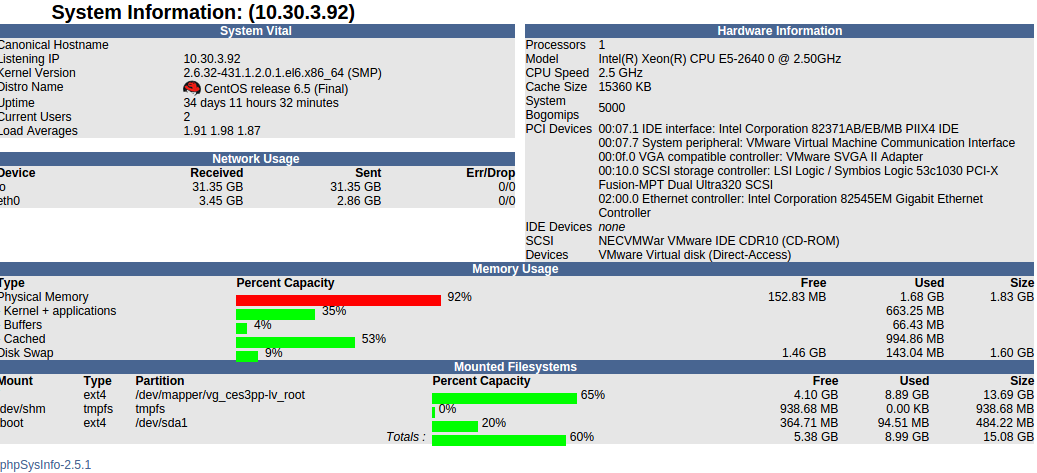 System Information: (10.30.3.92)
System Vital
Canonical Hostname
Listening IP 10.30.3.92
Kernel Version 2.6.32-431.1.2.0.1.el6.x86_64 (SMP)
Distro Name CentOS release 6.5 (Final)
Uptime 34 days 11 hours 32 minutes
Current Users 2
Load Averages 1.91 1.98 1.87
Network Usage
Device Received Sent Err/Drop
lo 31.35 GB 31.35 GB 0/0
eth0 3.45 GB 2.86 GB 0/0
Hardware Information
Processors 1
Model Intel(R) Xeon(R) CPU E5-2640 0 @ 2.50GHz
CPU Speed 2.5 GHz
Cache Size 15360 KB
System
Bogomips 5000
PCI Devices 00:07.1 IDE interface: Intel Corporation 82371AB/EB/MB PIIX4 IDE
00:07.7 System peripheral: VMware Virtual Machine Communication Interface
00:0f.0 VGA compatible controller: VMware SVGA II Adapter
00:10.0 SCSI storage controller: LSI Logic / Symbios Logic 53c1030 PCI-X
Fusion-MPT Dual Ultra320 SCSI
02:00.0 Ethernet controller: Intel Corporation 82545EM Gigabit Ethernet
Controller
IDE Devices none
SCSI NECVMWar VMware IDE CDR10 (CD-ROM)
Devices VMware Virtual disk (Direct-Access)
Memory Usage
Type Percent Capacity Free Used Size
Physical Memory 92% 152.83 MB 1.68 GB 1.83 GB
- Kernel + applications 35% 663.25 MB
- Buffers 4% 66.43 MB
- Cached 53% 994.86 MB
Disk Swap 9% 1.46 GB 143.04 MB 1.60 GB
Mounted Filesystems
Mount Type Partition Percent Capacity Free Used Size
ext4 /dev/mapper/vg_ces3pp-lv_root 65% 4.10 GB 8.89 GB 13.69 GB
/dev/shm tmpfs tmpfs 0% 938.68 MB 0.00 KB 938.68 MB
/boot ext4 /dev/sda1 20% 364.71 MB 94.51 MB 484.22 MB
Totals : 60% 5.38 GB 8.99 GB 15.08 GB
phpSysInfo-2.5.1